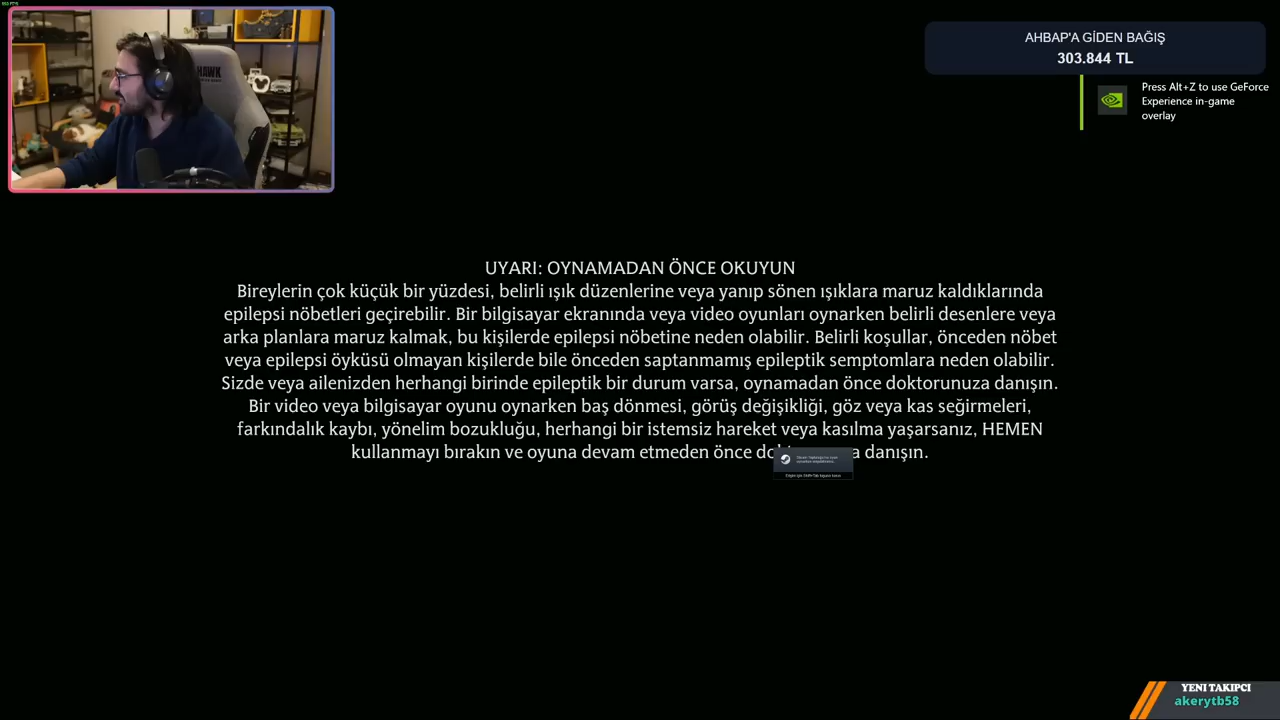 AHBAP'A GİDEN BAĞIŞ
303.844 TL
Press Alt+Z to use GeForce
Experience in-game
overlay
UYARI: OYNAMADAN ÖNCE OKUYUN
Bireylerin çok küçük bir yüzdesi, belirli ışık düzenlerine veya yanıp sönen ışıklara maruz kaldıklarında
epilepsi nöbetleri geçirebilir. Bir bilgisayar ekranında veya video oyunları oynarken belirli desenlere veya
arka planlara maruz kalmak, bu kişilerde epilepsi nöbetine neden olabilir. Belirli koşullar, önceden nöbet
veya epilepsi öyküsü olmayan kişilerde bile önceden saptanmamış epileptik semptomlara neden olabilir.
Sizde veya ailenizden herhangi birinde epileptik bir durum varsa, oynamadan önce doktorunuza danışın.
Bir video veya bilgisayar oyunu oynarken baş dönmesi, görüş değişikliği, göz veya kas seğirmeleri,
farkındalık kaybı, yönelim bozukluğu, herhangi bir istemsiz hareket veya kasılma yaşarsanız, HEMEN
kullanmayı bırakın ve oyuna devam etmeden önce danışın.
YENİ TAKIPCI
akerytb58